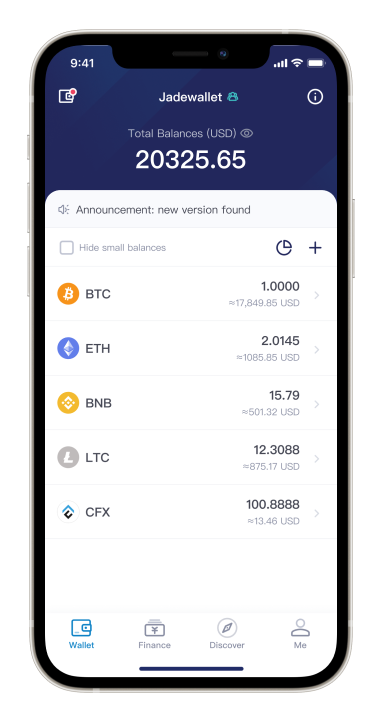 9:41
Jadewallet
Total Balances (USD)
20325.65
Announcement: new version found
Hide small balances
BTC
1.0000
≈17,849.85 USD
ETH
2.0145
≈1085.85 USD
BNB
15.79
≈501.32 USD
LTC
12.3088
≈875.17 USD
CFX
100.8888
≈13.46 USD
Wallet
Finance
Discover
Me